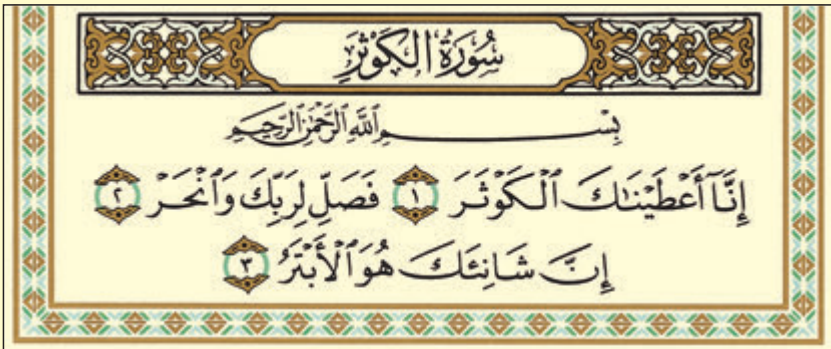 سُورَةُ الكَوْثَرِ
بِسْمِ ٱللَّهِ ٱلرَّحْمَٰنِ ٱلرَّحِيمِ
إِنَّآ أَعْطَيْنَٰكَ ٱلْكَوْثَرَ ١ فَصَلِّ لِرَبِّكَ وَٱنْحَرْ ٢
إِنَّ شَانِئَكَ هُوَ ٱلْأَبْتَرُ ٣